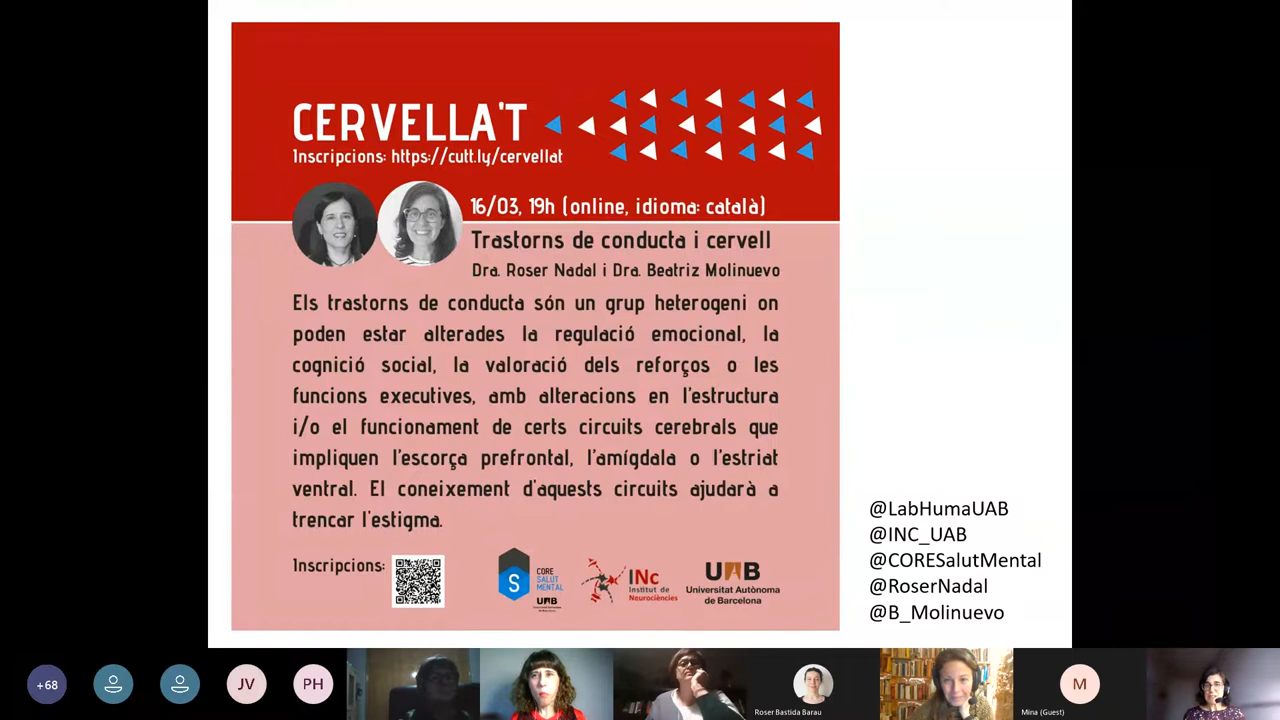 CERVELLA'T
Inscripcions: https://cutt.ly/cervellat
16/03, 19h (online, idioma: català)
Trastorns de conducta i cervell
Dra. Roser Nadal i Dra. Beatriz Molinuevo
Els trastorns de conducta són un grup heterogeni on
poden estar alterades la regulació emocional, la
cognició social, la valoració dels reforços o les
funcions executives, amb alteracions en l'estructura
i/o el funcionament de certs circuits cerebrals que
impliquen l'escorça prefrontal, l'amígdala o l'estriat
ventral. El coneixement d'aquests circuits ajudarà a
trencar l'estigma.
Inscripcions:
S
CORE
SALUT
MENTAL
UAB
INc
Institut de
Neurociències
UAB
Universitat Autònoma
de Barcelona
@LabHumaUAB
@INC_UAB
@CORESalutMental
@RoserNadal
@B_Molinuevo
+68
JV
PH
Roser Bastida Barau
M
Mina (Guest)